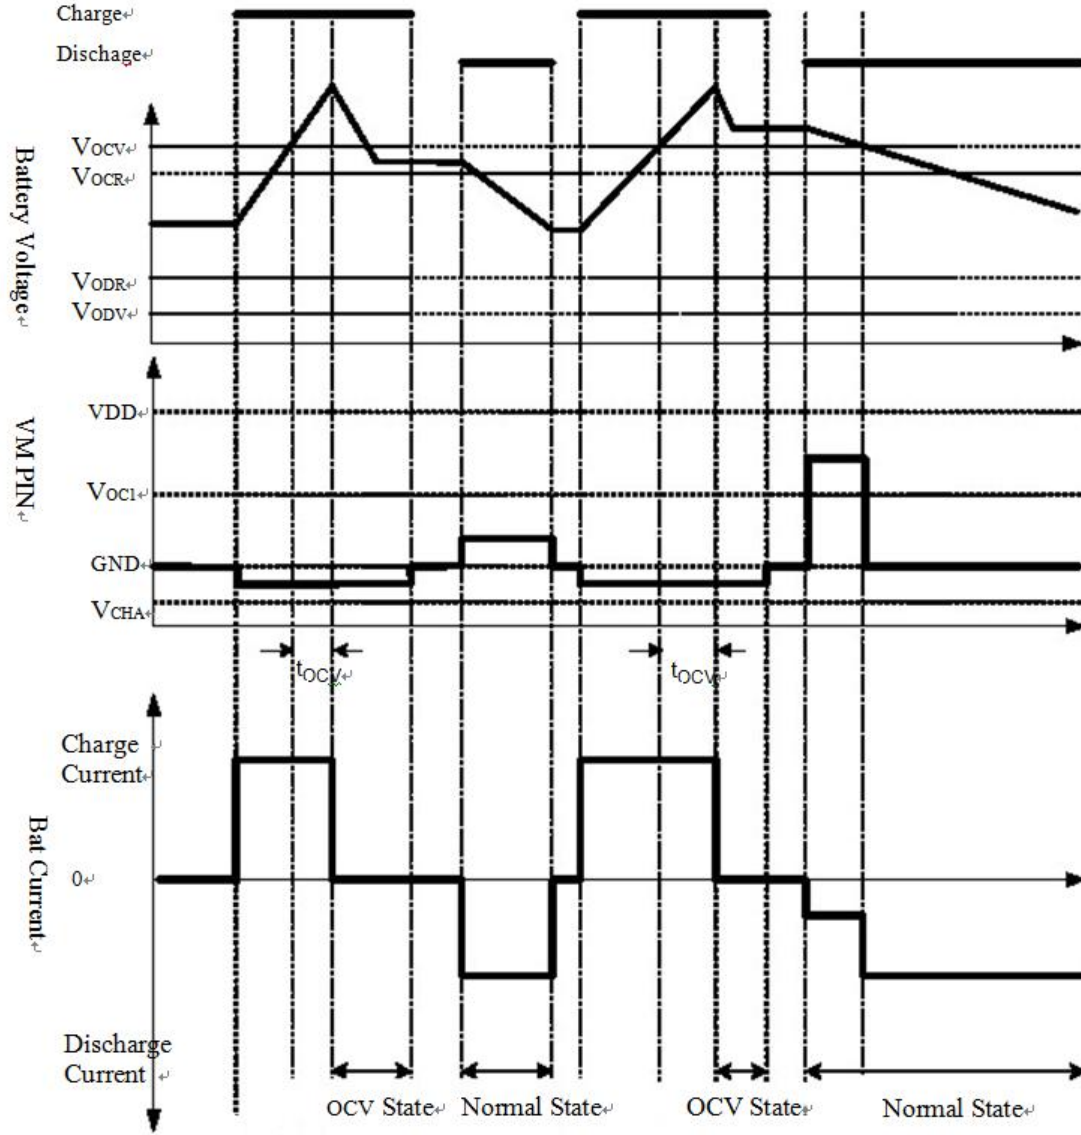 Charge
Dischage
VOCV
VOCR
VODR
VODV
Battery Voltage
VDD
VOC1
GND
VCHA
VM PIN
tOCV tOCV
Charge
Current
0
Bat Current
Discharge
Current
OCV State Normal State OCV State Normal State